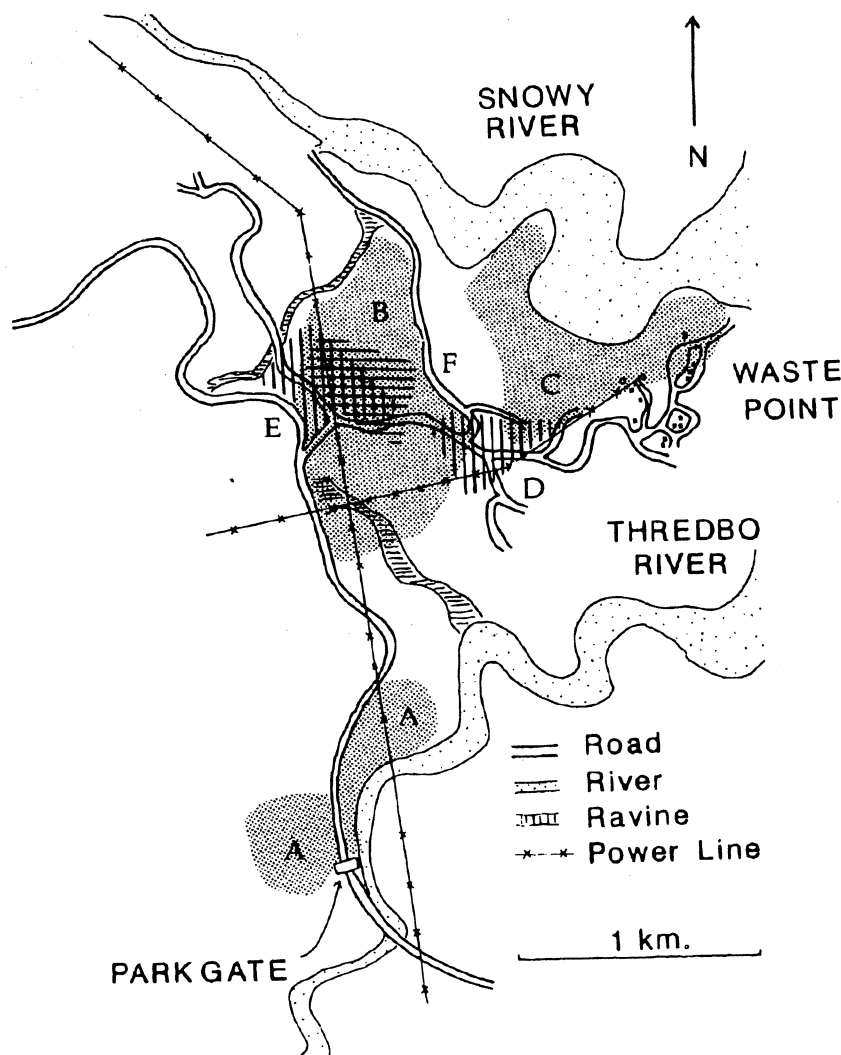 SNOWY
RIVER
N
B
F
C
WASTE
POINT
E
D
THREDBO
RIVER
A
Road
River
Ravine
Power Line
A
1 km.
PARK GATE